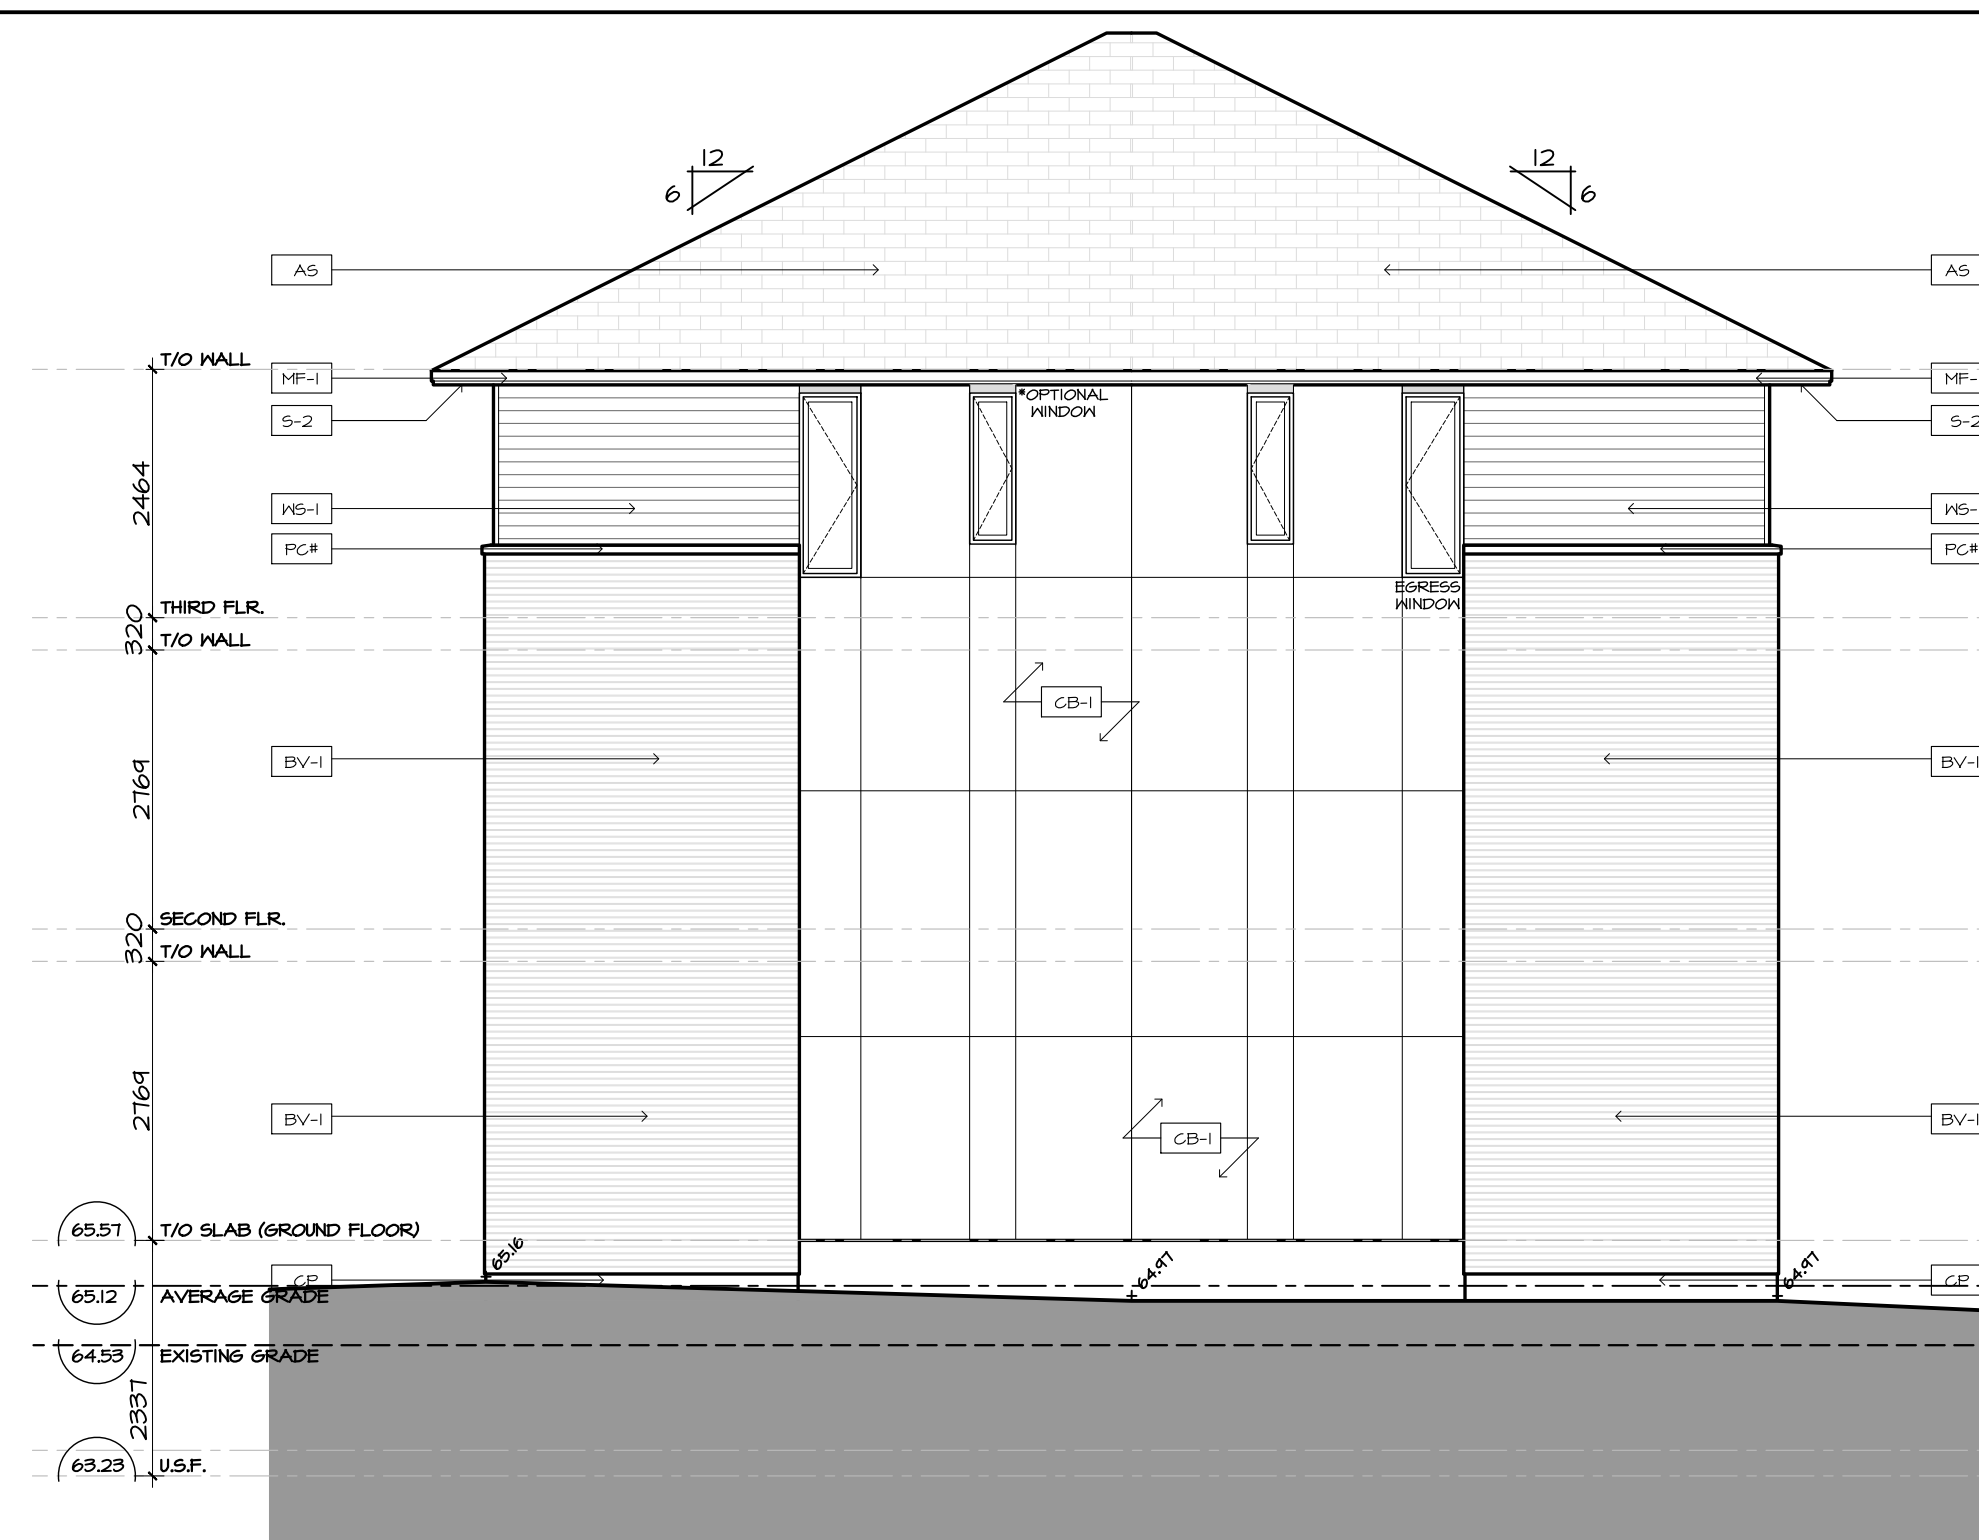 12
12
6
6
AS
AS
T/O WALL
MF-1
MF-
*OPTIONAL
WINDOW
S-2
S-2
2464
WS-1
WS-
PC#
PC#
EGRESS
WINDOW
THIRD FLR.
320
T/O WALL
CB-1
BV-1
BV-1
2769
SECOND FLR.
320
T/O WALL
2769
BV-1
BV-1
CB-1
65.57
T/O SLAB (GROUND FLOOR)
65.16
64.97
64.97
CP
CP
65.12
AVERAGE GRADE
64.53
EXISTING GRADE
2337
63.23
U.S.F.